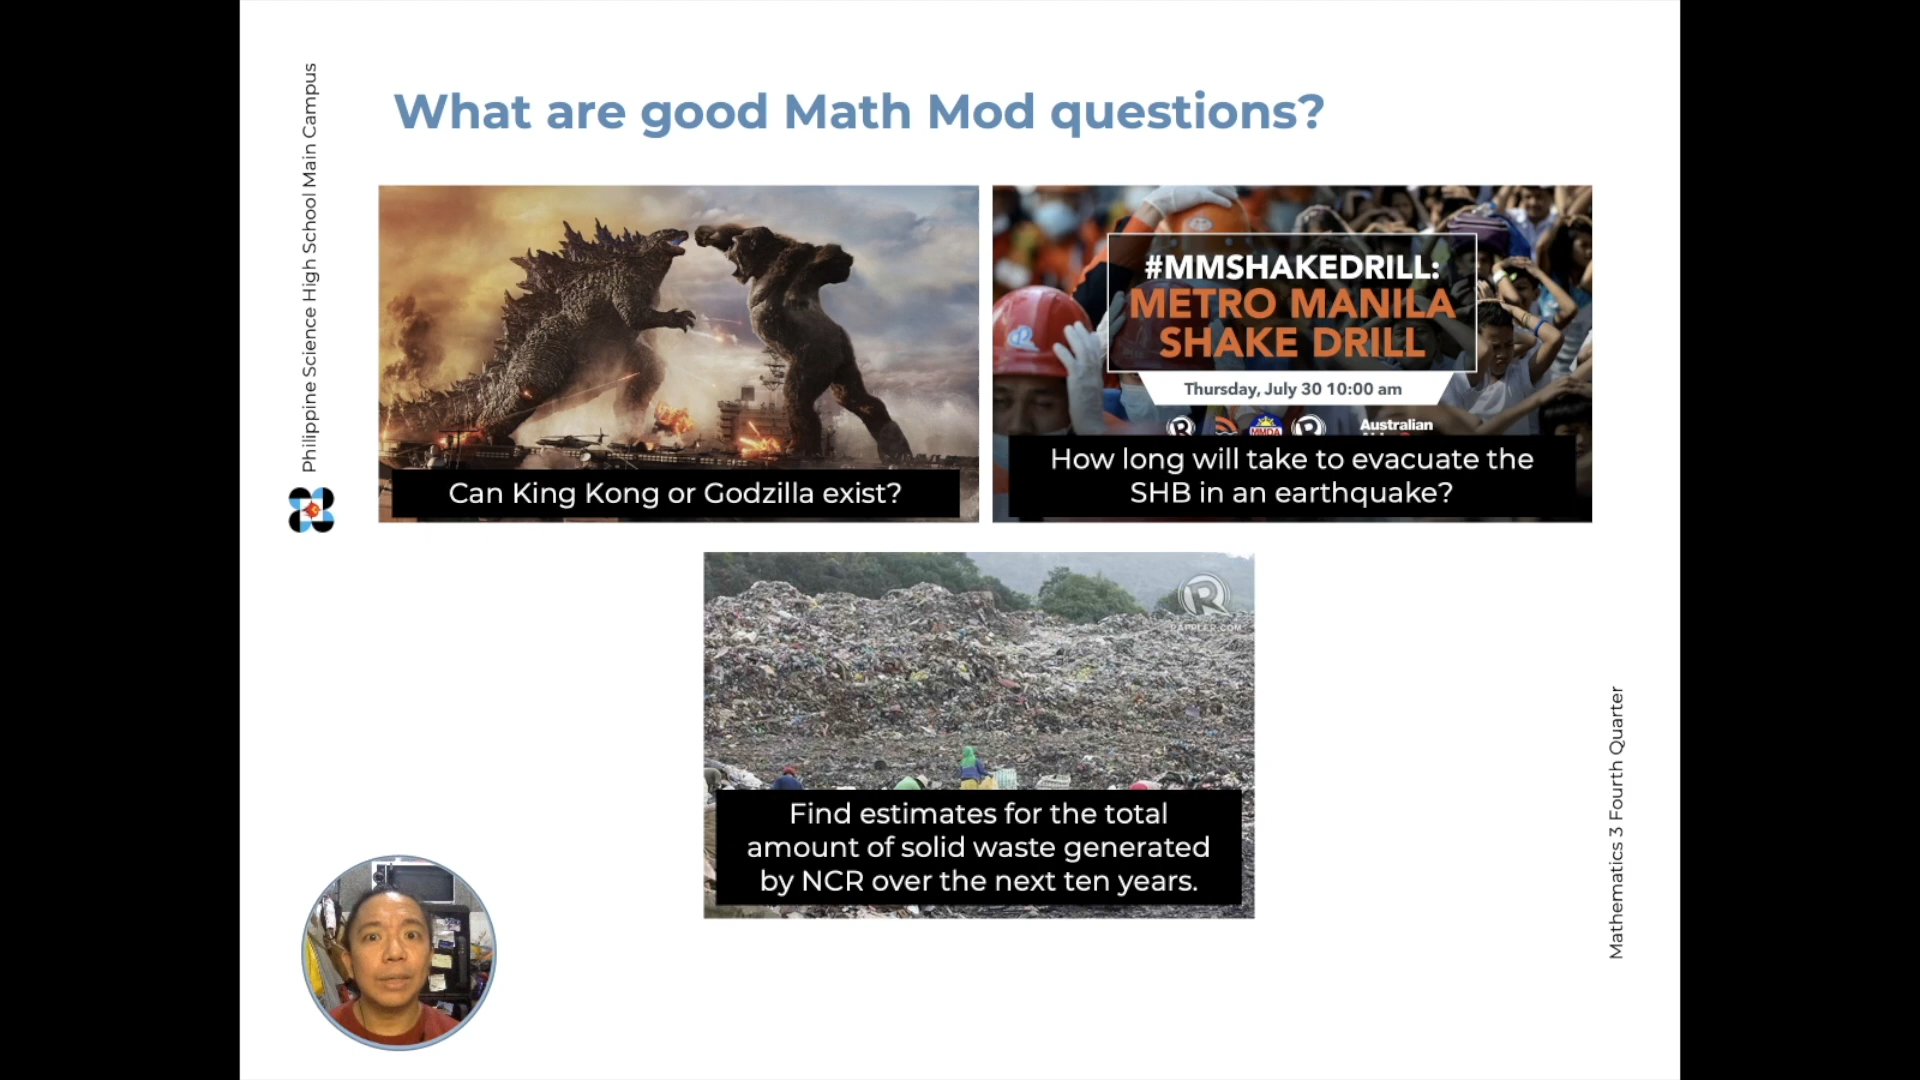 Philippine Science High School Main Campus
What are good Math Mod questions?
Can King Kong or Godzilla exist?
#MMSHAKEDRILL:
METRO MANILA
SHAKE DRILL
Thursday, July 30 10:00 am
R MMDA R Australian
How long will take to evacuate the
SHB in an earthquake?
R
RAPPLER.COM
Find estimates for the total
amount of solid waste generated
by NCR over the next ten years.
Mathematics 3 Fourth Quarter